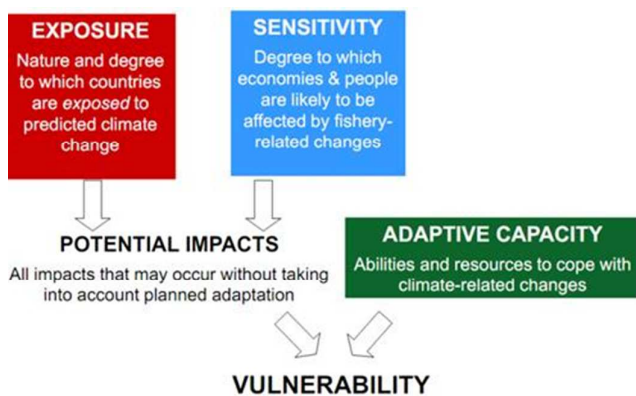 EXPOSURE
Nature and degree
to which countries
are exposed to
predicted climate
change
SENSITIVITY
Degree to which
economies & people
are likely to be
affected by fishery-
related changes
POTENTIAL IMPACTS
All impacts that may occur without taking
into account planned adaptation
ADAPTIVE CAPACITY
Abilities and resources to cope with
climate-related changes
VULNERABILITY